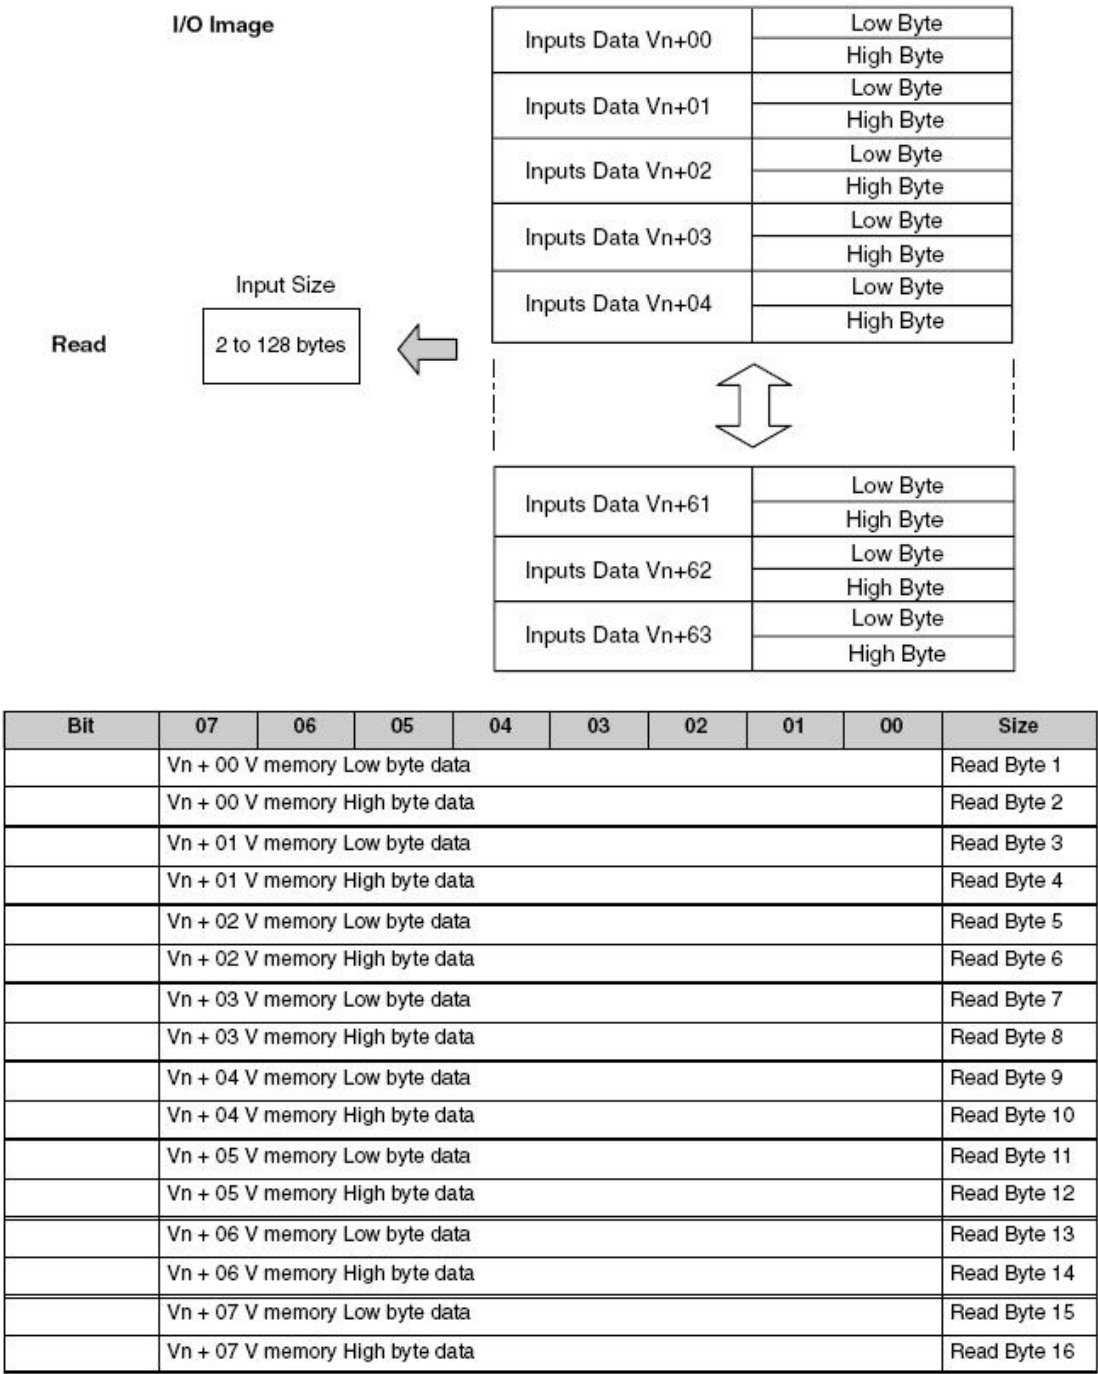 I/O Image
Inputs Data Vn+00
Low Byte
High Byte
Inputs Data Vn+01
Low Byte
High Byte
Inputs Data Vn+02
Low Byte
High Byte
Inputs Data Vn+03
Low Byte
High Byte
Inputs Data Vn+04
Low Byte
High Byte
Input Size
Read
2 to 128 bytes
Inputs Data Vn+61
Low Byte
High Byte
Inputs Data Vn+62
Low Byte
High Byte
Inputs Data Vn+63
Low Byte
High Byte
Bit 07 06 05 04 03 02 01 00 Size
Vn + 00 V memory Low byte data Read Byte 1
Vn + 00 V memory High byte data Read Byte 2
Vn + 01 V memory Low byte data Read Byte 3
Vn + 01 V memory High byte data Read Byte 4
Vn + 02 V memory Low byte data Read Byte 5
Vn + 02 V memory High byte data Read Byte 6
Vn + 03 V memory Low byte data Read Byte 7
Vn + 03 V memory High byte data Read Byte 8
Vn + 04 V memory Low byte data Read Byte 9
Vn + 04 V memory High byte data Read Byte 10
Vn + 05 V memory Low byte data Read Byte 11
Vn + 05 V memory High byte data Read Byte 12
Vn + 06 V memory Low byte data Read Byte 13
Vn + 06 V memory High byte data Read Byte 14
Vn + 07 V memory Low byte data Read Byte 15
Vn + 07 V memory High byte data Read Byte 16